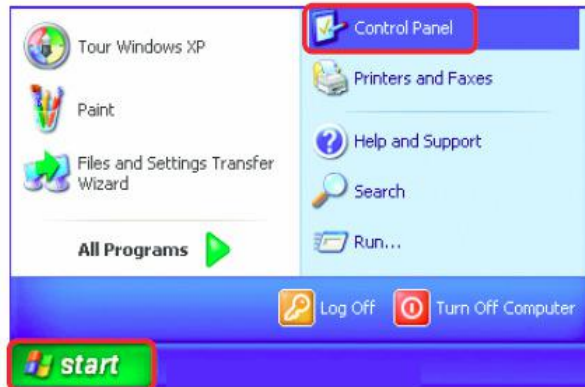 Tour Windows XP
Paint
Files and Settings Transfer
Wizard
All Programs
Control Panel
Printers and Faxes
Help and Support
Search
Run...
Log Off
Turn Off Computer
start